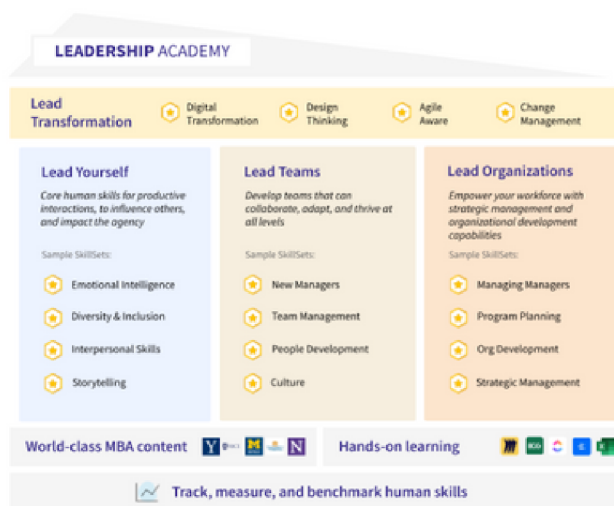 LEADERSHIP ACADEMY
Lead
Transformation
Digital
Transformation
Design
Thinking
Agile
Aware
Change
Management
Lead Yourself
Core human skills for productive
interactions, to influence others,
and impact the agency
Sample SkillSets:
Emotional Intelligence
Diversity & Inclusion
Interpersonal Skills
Storytelling
Lead Teams
Develop teams that can
collaborate, adapt, and thrive at
all levels
Sample SkillSets:
New Managers
Team Management
People Development
Culture
Lead Organizations
Empower your workforce with
strategic management and
organizational development
capabilities
Sample SkillSets:
Managing Managers
Program Planning
Org Development
Strategic Management
World-class MBA content
Y
M
N
Hands-on learning
BCG
Track, measure, and benchmark human skills